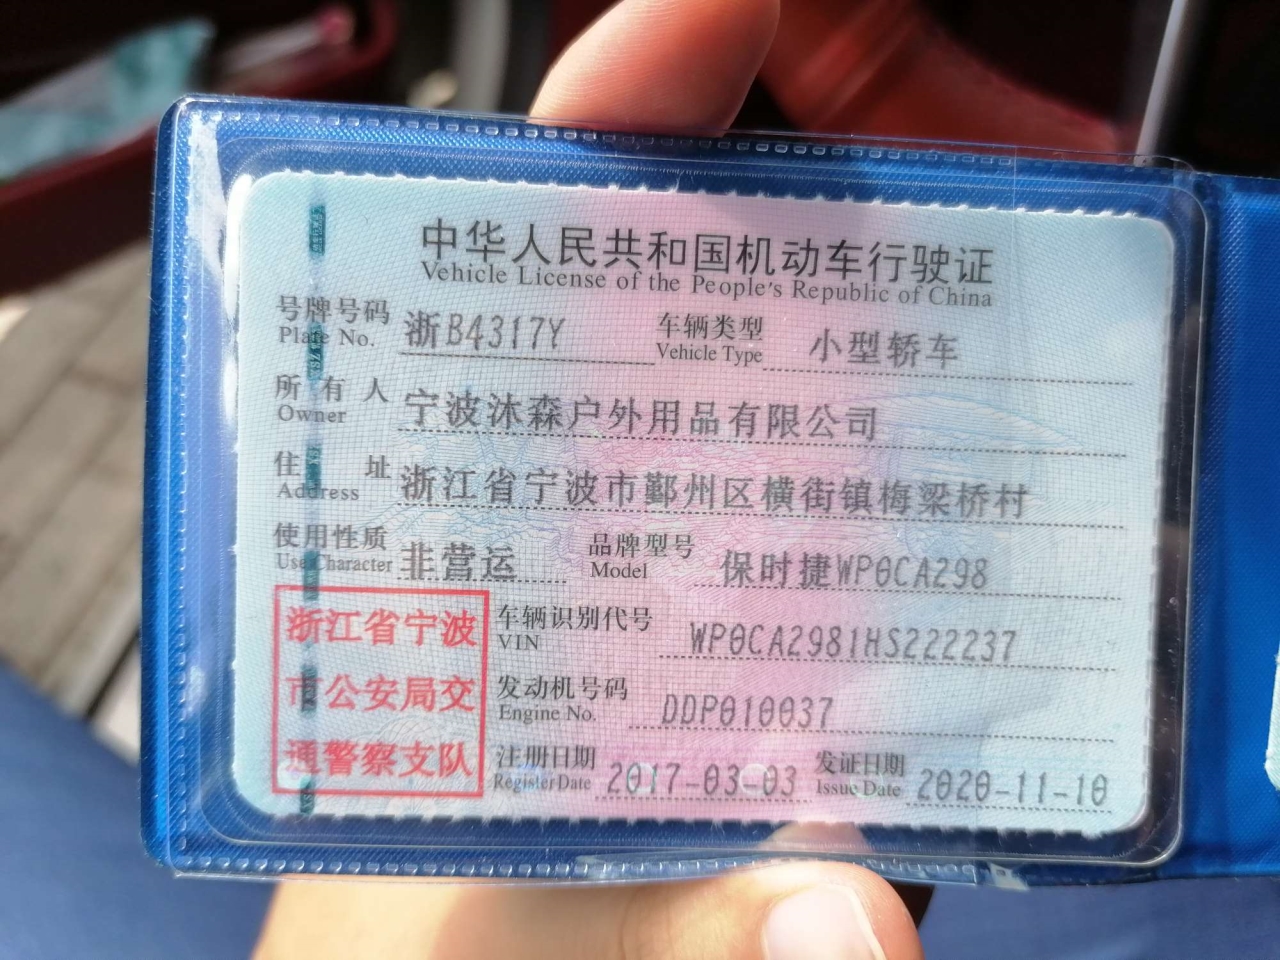 中华人民共和国机动车行驶证
Vehicle License of the People's Republic of China
号牌号码 浙B4317Y 车辆类型 小型轿车
Plate No. Vehicle Type
所有人 宁波沐森户外用品有限公司
Owner
住址 浙江省宁波市鄞州区横街镇梅梁桥村
Address
使用性质 非营运 品牌型号 保时捷WP0CA298
Use Character Model
浙江省宁波
市公安局交
通警察支队
车辆识别代号 WP0CA2981HS222237
VIN
发动机号码 DDP010037
Engine No.
注册日期 2017-03-03 发证日期 2020-11-10
Register Date Issue Date